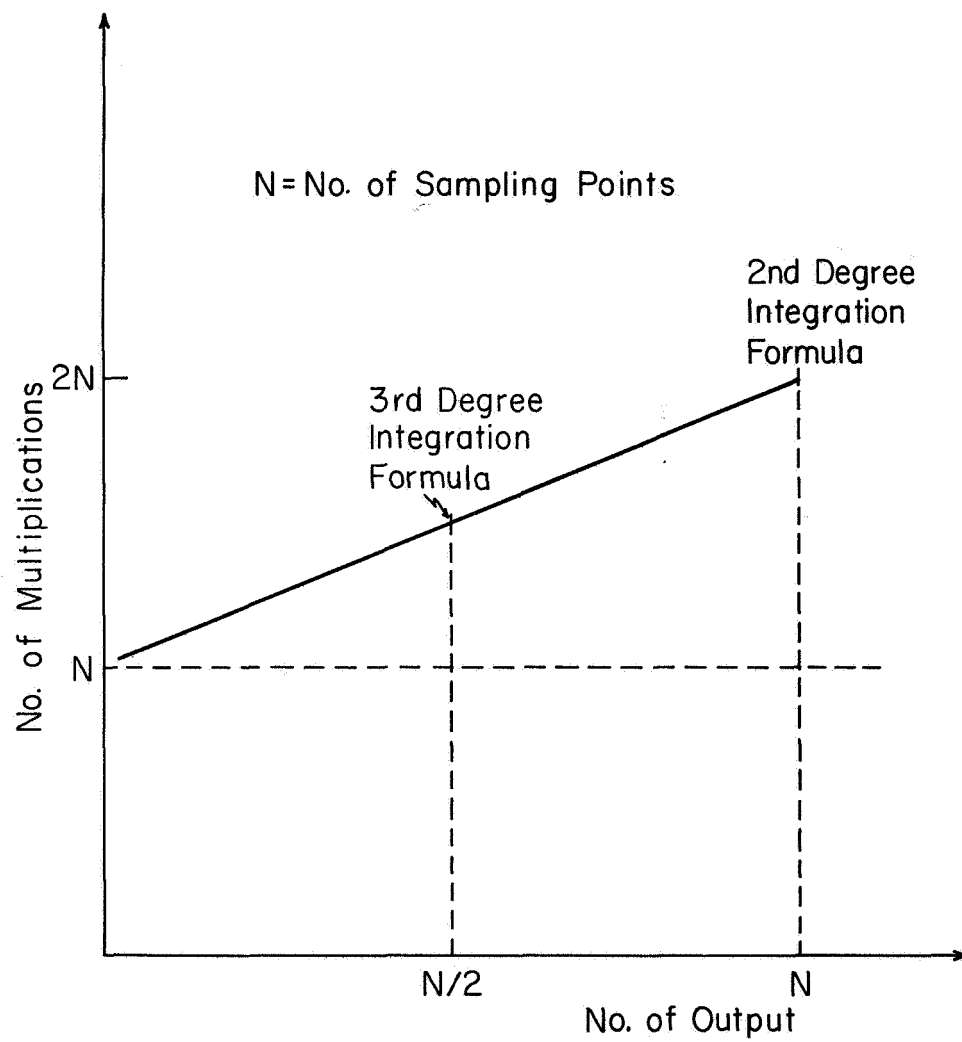 N=No. of Sampling Points
2nd Degree
Integration
Formula
2N
3rd Degree
Integration
Formula
No. of Multiplications
N
N/2
N
No. of Output